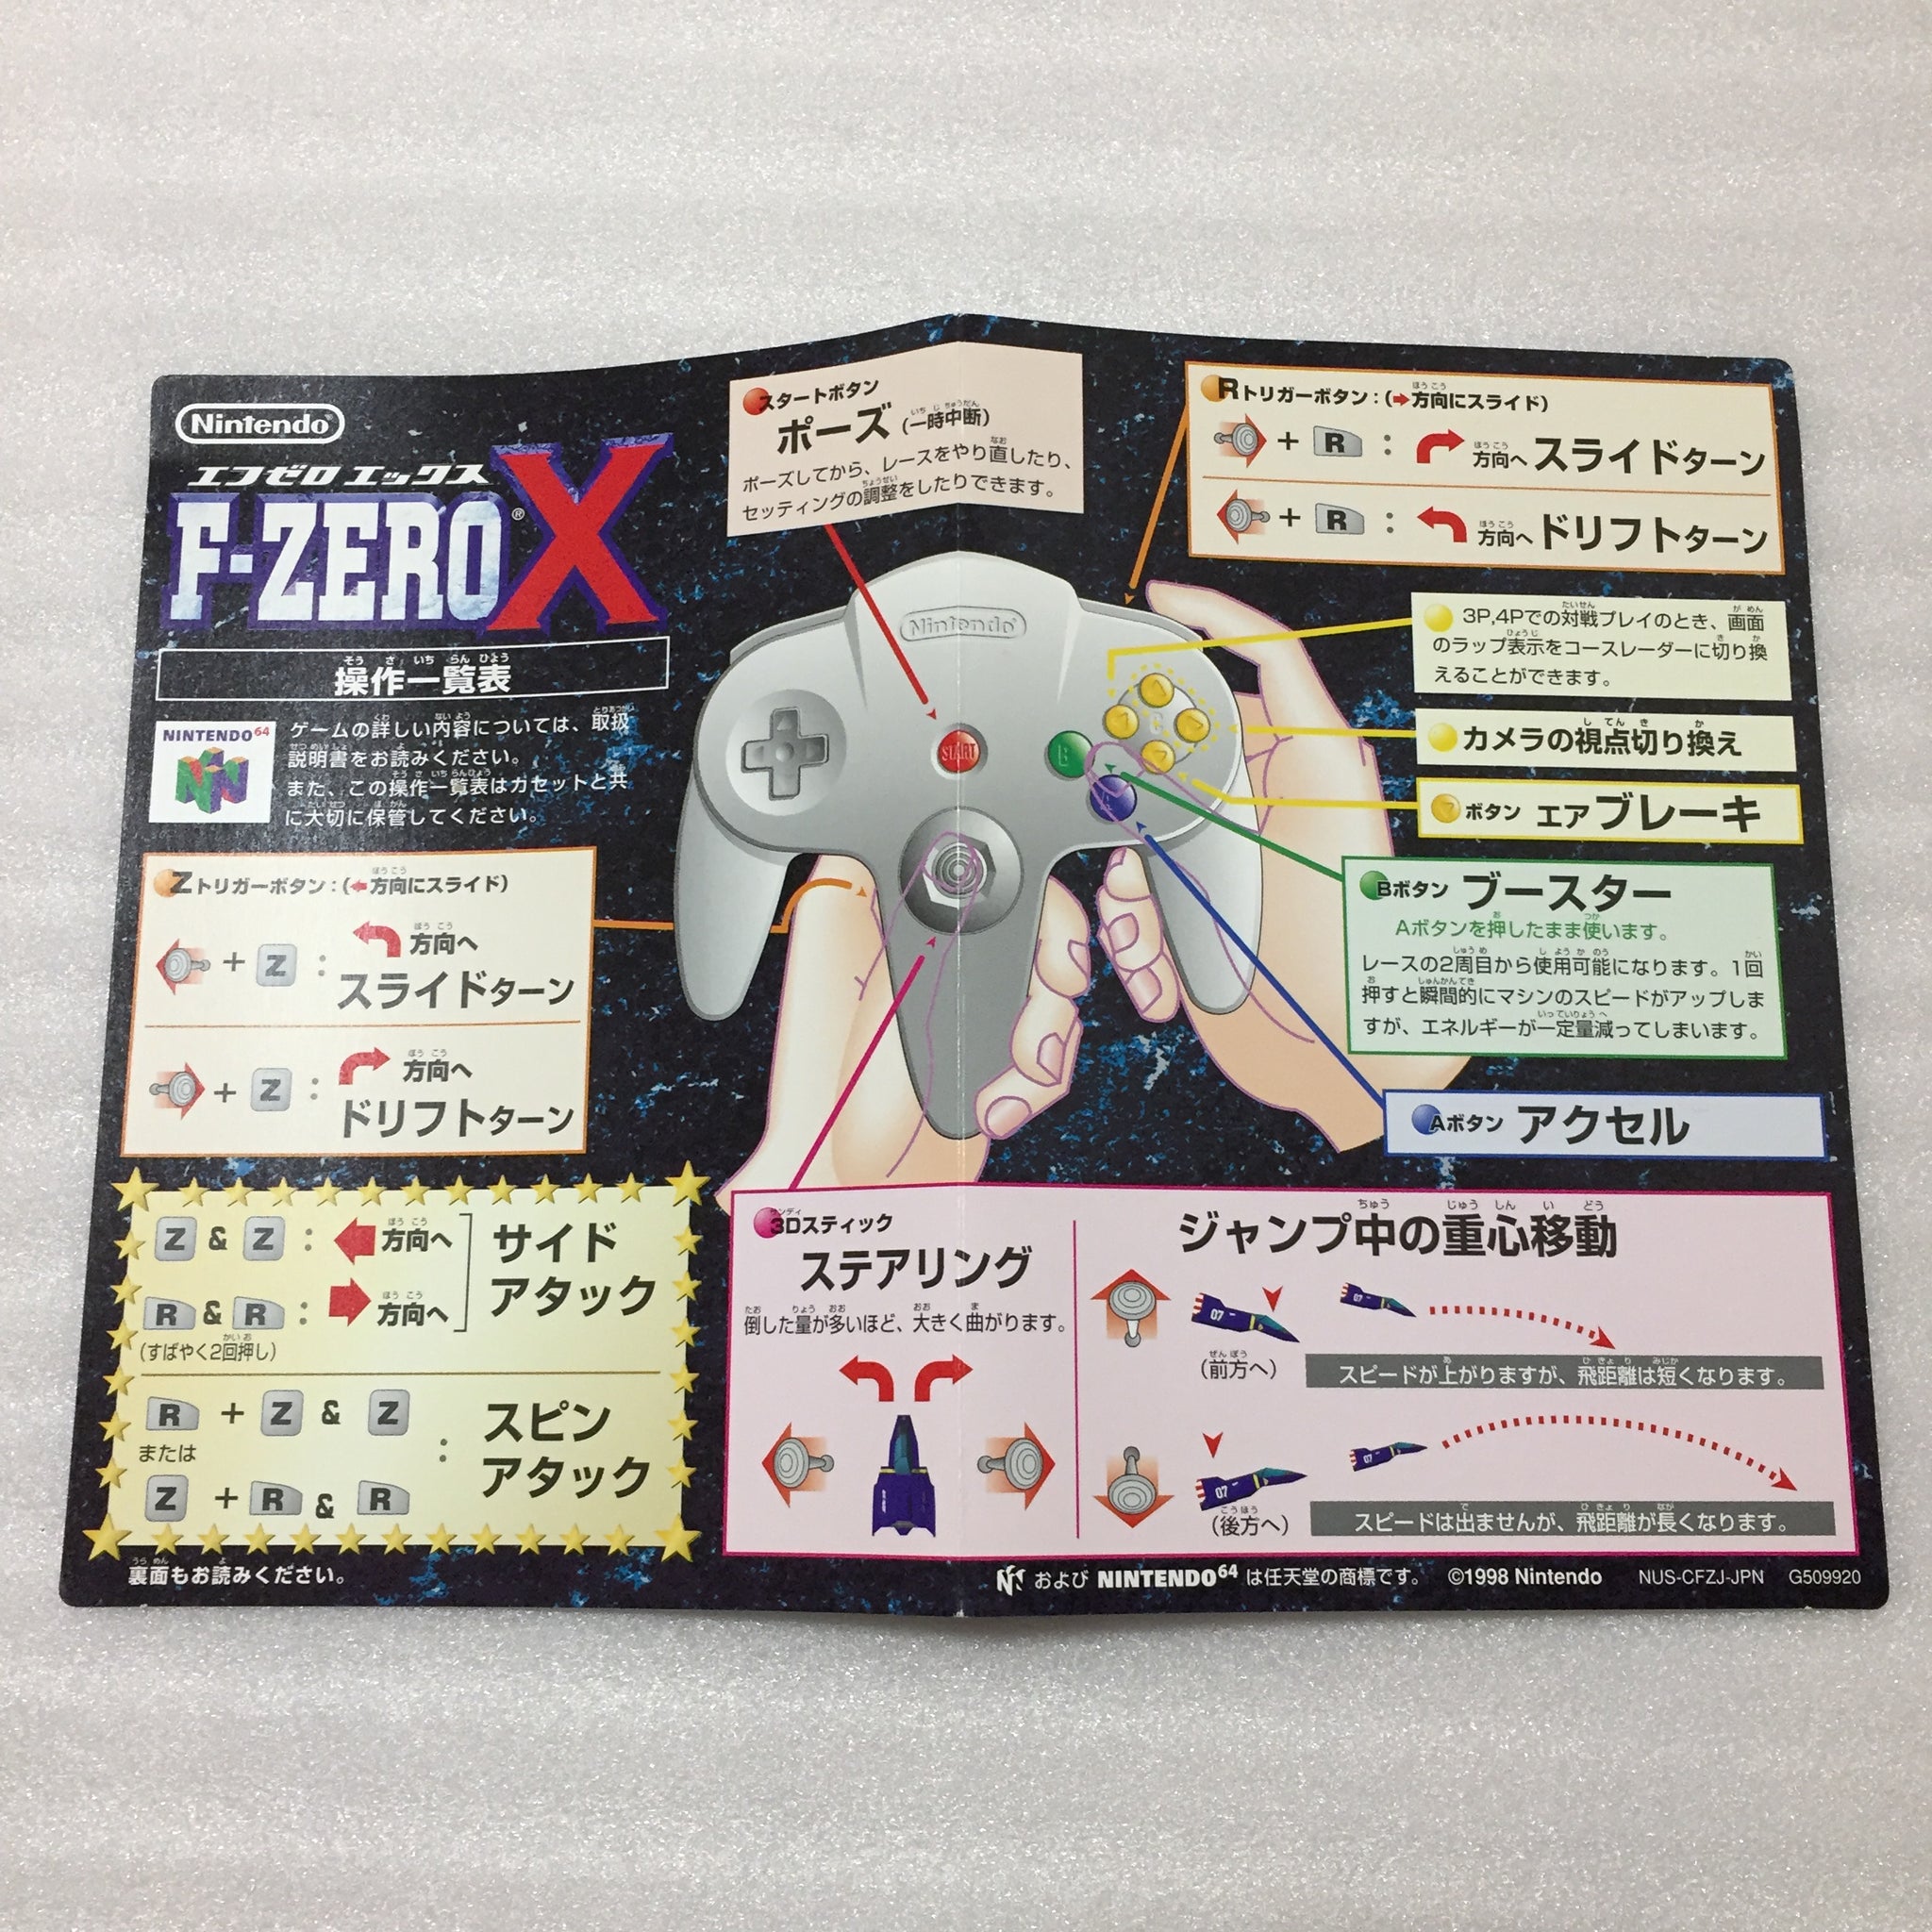 Nintendo
エフゼロ エックス
F-ZERO X
®
操作一覧表
そうさいちらんひょう
NINTENDO64
ゲームの詳しい内容については、取扱
説明書をお読みください。
また、この操作一覧表はカセットと共
に大切に保管してください。
スタートボタン
ポーズ(一時中断)
ポーズしてから、レースをやり直したり、
セッティングの調整をしたりできます。
Rトリガーボタン:(➡方向にスライド)
+ R : 方向へ スライドターン
+ R : 方向へ ドリフトターン
3P,4Pでの対戦プレイのとき、画面
のラップ表示をコースレーダーに切り換
えることができます。
カメラの視点切り換え
ボタン エアブレーキ
Bボタン ブースター
Aボタンを押したまま使います。
レースの2周目から使用可能になります。1回
押すと瞬間的にマシンのスピードがアップしま
すが、エネルギーが一定量減ってしまいます。
Aボタン アクセル
Nintendo
START
B
Zトリガーボタン:(⬅方向にスライド)
+ Z : 方向へ
スライドターン
+ Z : 方向へ
ドリフトターン
Z & Z : 方向へ
R & R : 方向へ
サイド
アタック
(すばやく2回押し)
R + Z & Z
または
Z + R & R
:
スピン
アタック
裏面もお読みください。
3Dスティック
ステアリング
倒した量が多いほど、大きく曲がります。
ジャンプ中の重心移動
07
(前方へ)
スピードが上がりますが、飛距離は短くなります。
07
(後方へ)
スピードは出ませんが、飛距離が長くなります。
および NINTENDO64 は任天堂の商標です。 ©1998 Nintendo NUS-CFZJ-JPN G509920